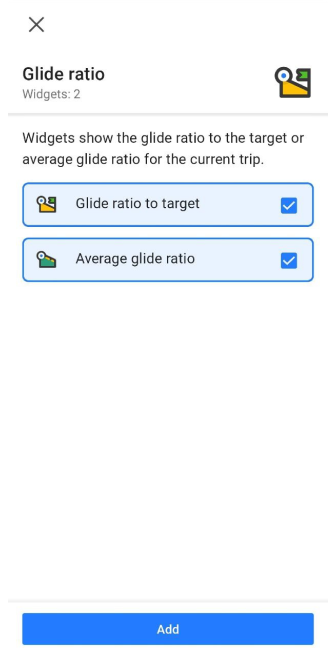 Glide ratio
Widgets: 2
Widgets show the glide ratio to the target or
average glide ratio for the current trip.
Glide ratio to target
Average glide ratio
Add